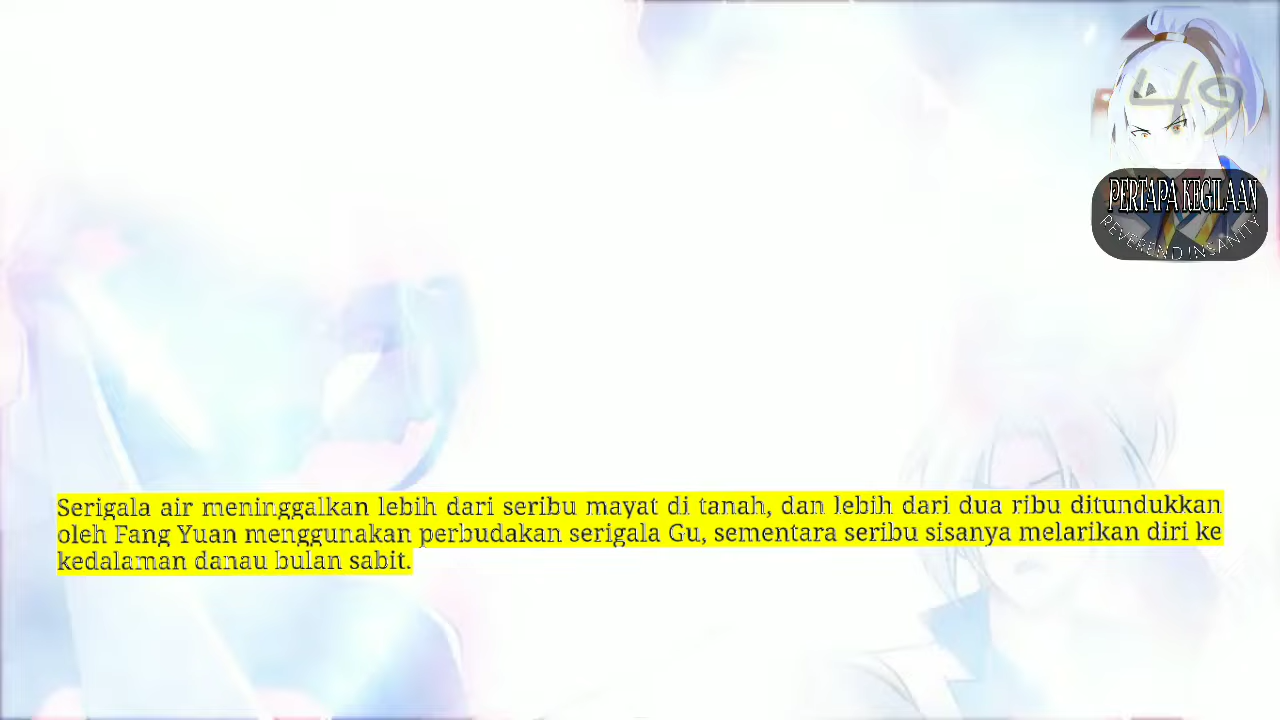 49
PERTAPA KEGILAAN
REVEREND INSANITY
Serigala air meninggalkan lebih dari seribu mayat di tanah, dan lebih dari dua ribu ditundukkan
oleh Fang Yuan menggunakan perbudakan serigala Gu, sementara seribu sisanya melarikan diri ke
kedalaman danau bulan sabit.